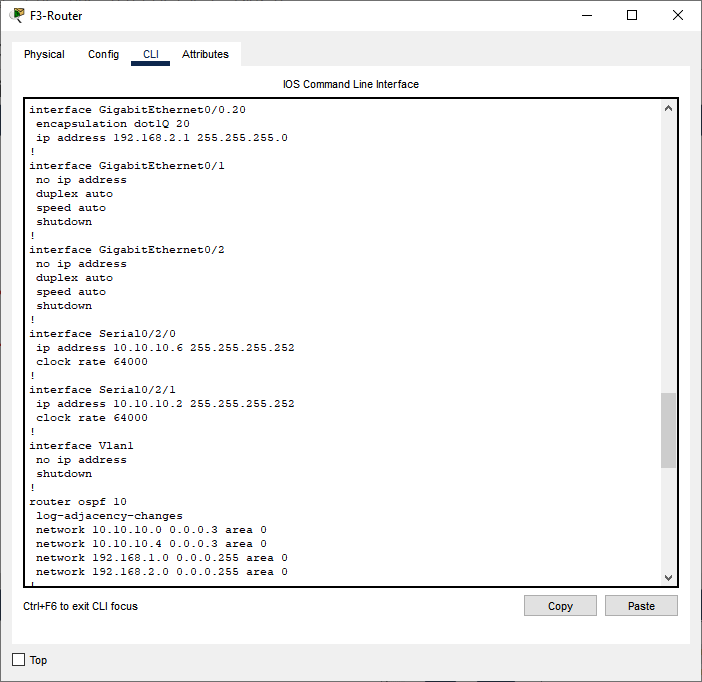 F3-Router
Physical Config CLI Attributes
IOS Command Line Interface
interface GigabitEthernet0/0.20
encapsulation dot1Q 20
ip address 192.168.2.1 255.255.255.0
!
interface GigabitEthernet0/1
no ip address
duplex auto
speed auto
shutdown
!
interface GigabitEthernet0/2
no ip address
duplex auto
speed auto
shutdown
!
interface Serial0/2/0
ip address 10.10.10.6 255.255.255.252
clock rate 64000
!
interface Serial0/2/1
ip address 10.10.10.2 255.255.255.252
clock rate 64000
!
interface Vlan1
no ip address
shutdown
!
router ospf 10
log-adjacency-changes
network 10.10.10.0 0.0.0.3 area 0
network 10.10.10.4 0.0.0.3 area 0
network 192.168.1.0 0.0.0.255 area 0
network 192.168.2.0 0.0.0.255 area 0
!
Ctrl+F6 to exit CLI focus
Copy Paste
Top